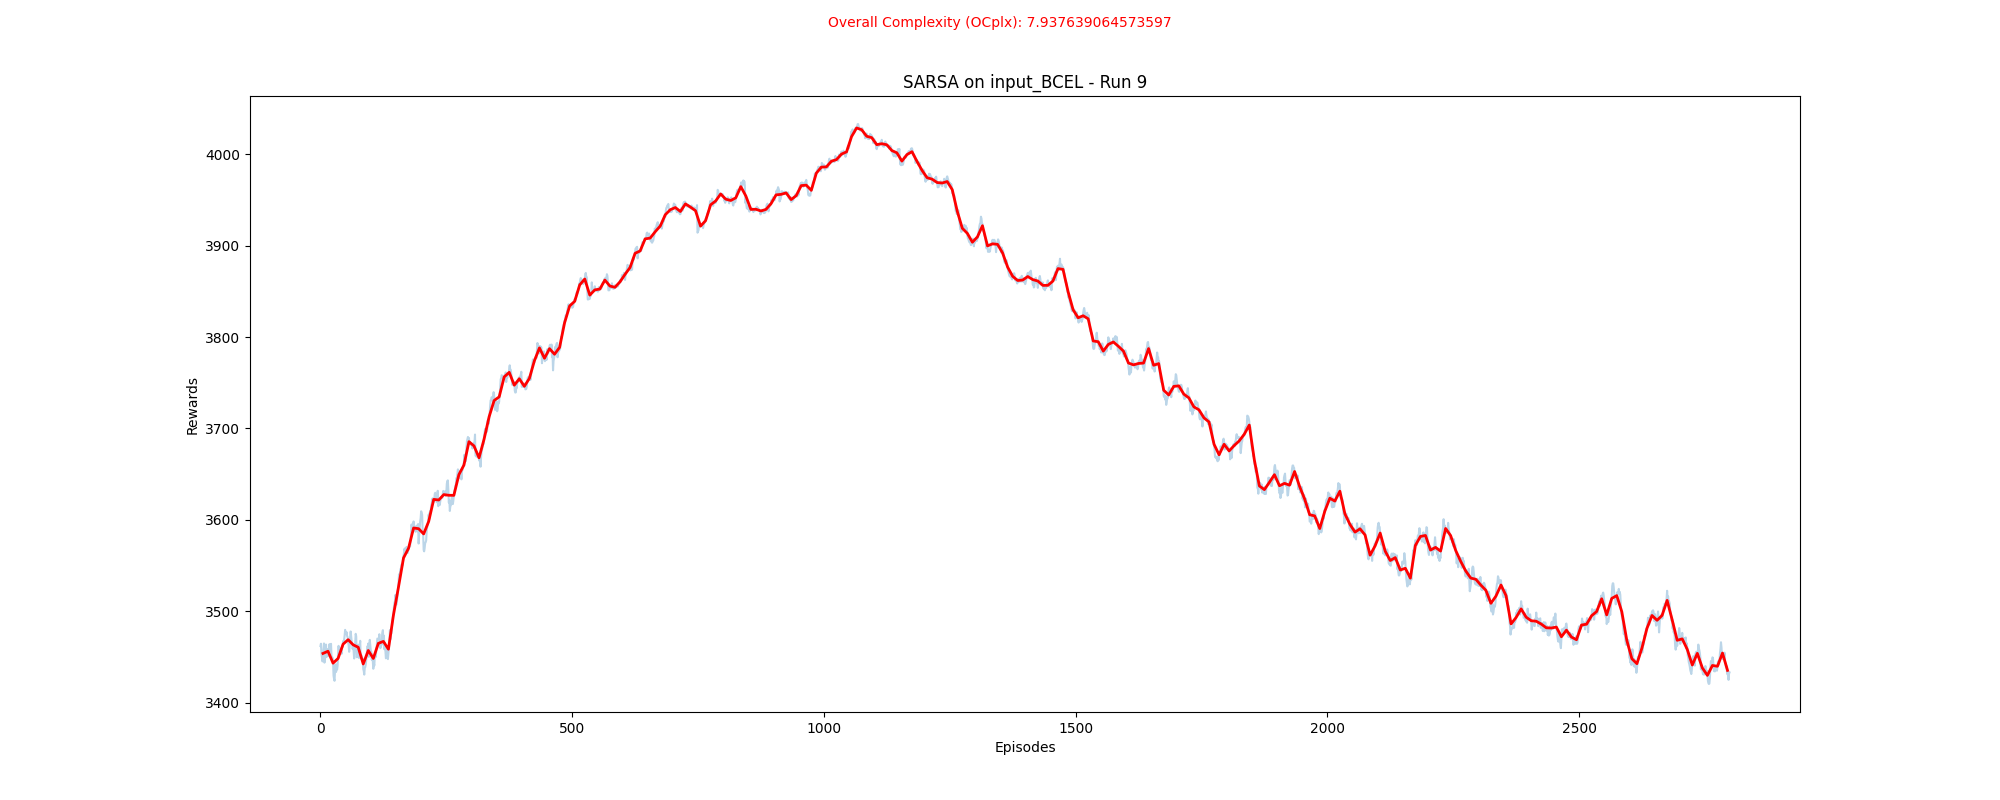 Overall Complexity (OCplx): 7.937639064573597
SARSA on input_BCEL - Run 9
Rewards
4000
3900
3800
3700
3600
3500
3400
0 500 1000 1500 2000 2500
Episodes